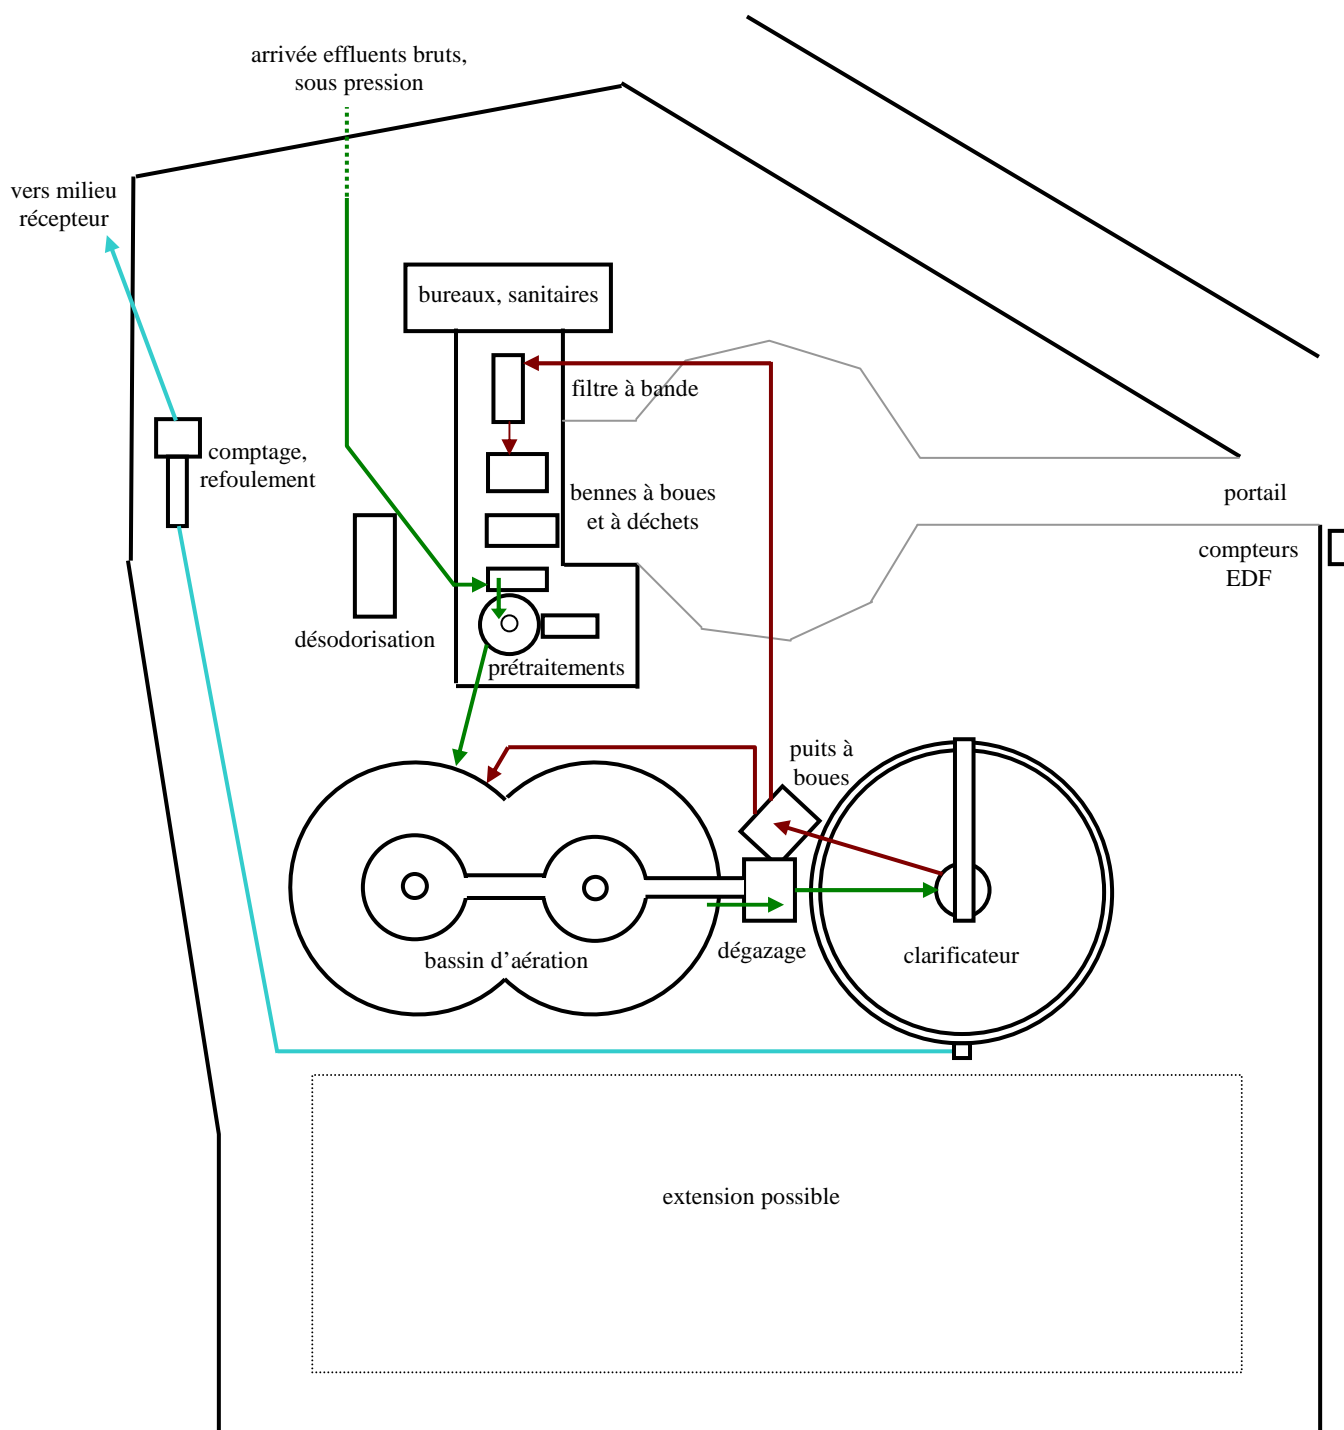 arrivée effluents bruts,
sous pression
vers milieu
récepteur
bureaux, sanitaires
filtre à bande
comptage,
refoulement
bennes à boues
et à déchets
portail
compteurs
EDF
désodorisation
prétraitements
puits à
boues
bassin d’aération
dégazage
clarificateur
extension possible